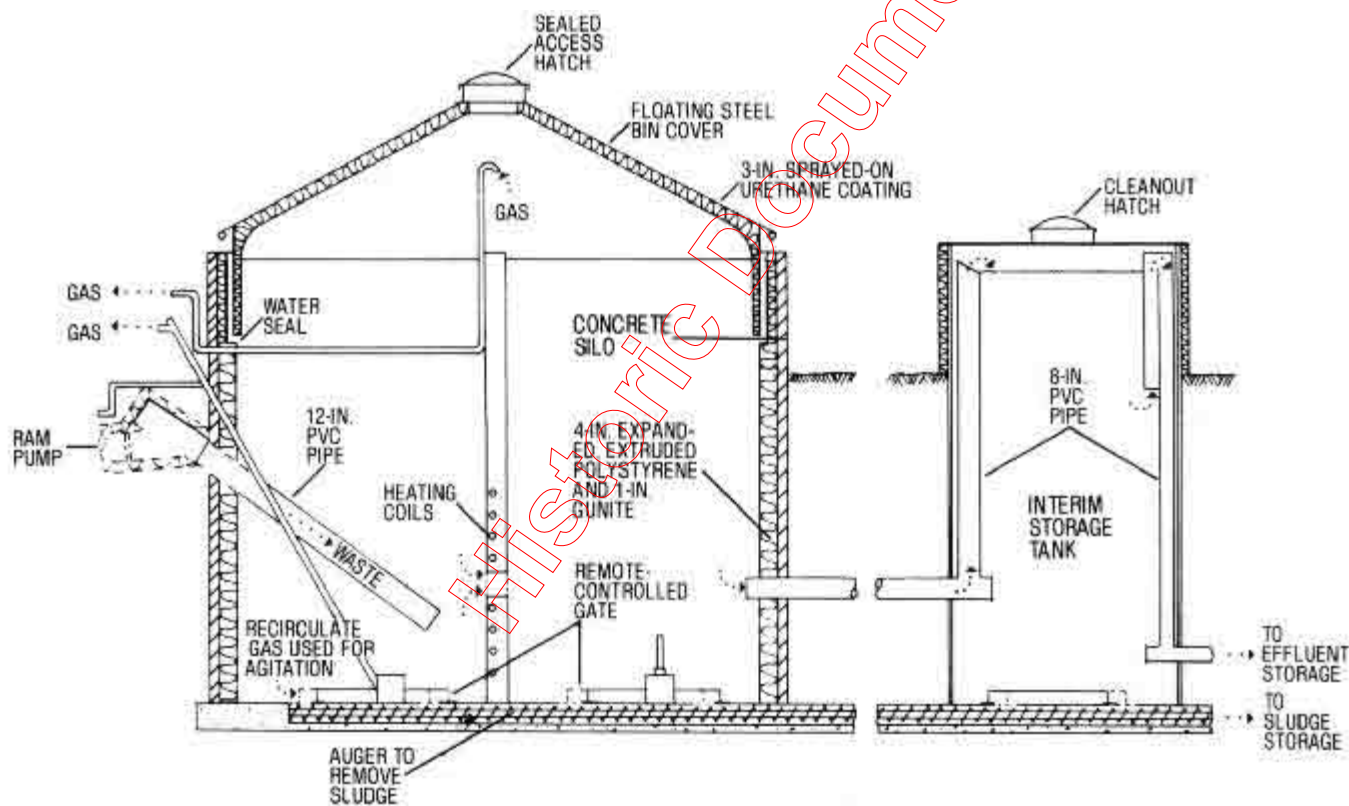 SEALED
ACCESS
HATCH
FLOATING STEEL
BIN COVER
3-IN. SPRAYED-ON
URETHANE COATING
CLEANOUT
HATCH
GAS
GAS
GAS
WATER
SEAL
CONCRETE
SILO
RAM
PUMP
12-IN.
PVC
PIPE
HEATING
COILS
4-IN. EXPAND-
ED, EXTRUDED
POLYSTYRENE
AND 1-IN
GUNITE
8-IN.
PVC
PIPE
INTERIM
STORAGE
TANK
WASTE
REMOTE-
CONTROLLED
GATE
RECIRCULATE
GAS USED FOR
AGITATION
TO
EFFLUENT
STORAGE
TO
SLUDGE
STORAGE
AUGER TO
REMOVE
SLUDGE
Historic Docume